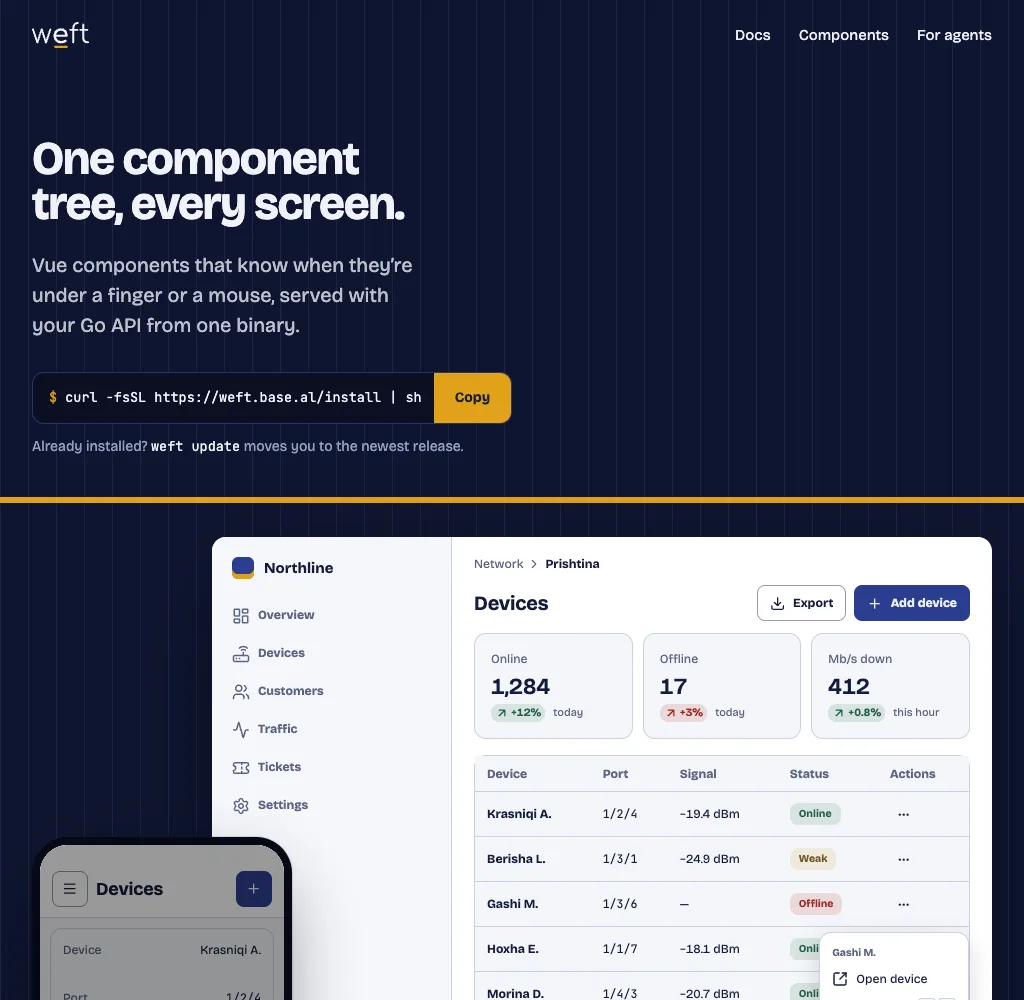 weft
Docs Components For agents
One component
tree, every screen.
Vue components that know when they're
under a finger or a mouse, served with
your Go API from one binary.
$ curl -fsSL https://weft.base.al/install | sh Copy
Already installed? weft update moves you to the newest release.
Northline
Overview
Devices
Customers
Traffic
Tickets
Settings
Network > Prishtina
Devices Export + Add device
Online
1,284
+12% today
Offline
17
+3% today
Mb/s down
412
+0.8% this hour
Device Port Signal Status Actions
Krasniqi A. 1/2/4 −19.4 dBm Online ···
Berisha L. 1/3/1 −24.9 dBm Weak ···
Gashi M. 1/3/6 — Offline ···
Hoxha E. 1/1/7 −18.1 dBm Onli
Morina D. 1/4/3 −20.7 dBm Onli
Gashi M.
Open device
Devices +
Device Krasniqi A.
Port 1/2/4